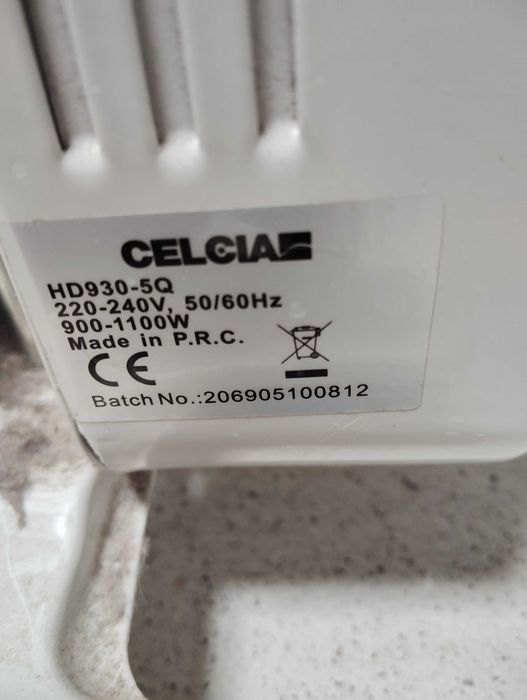 CELCIA
HD930-5Q
220-240V, 50/60Hz
900-1100W
Made in P.R.C.
CE
Batch No.:206905100812